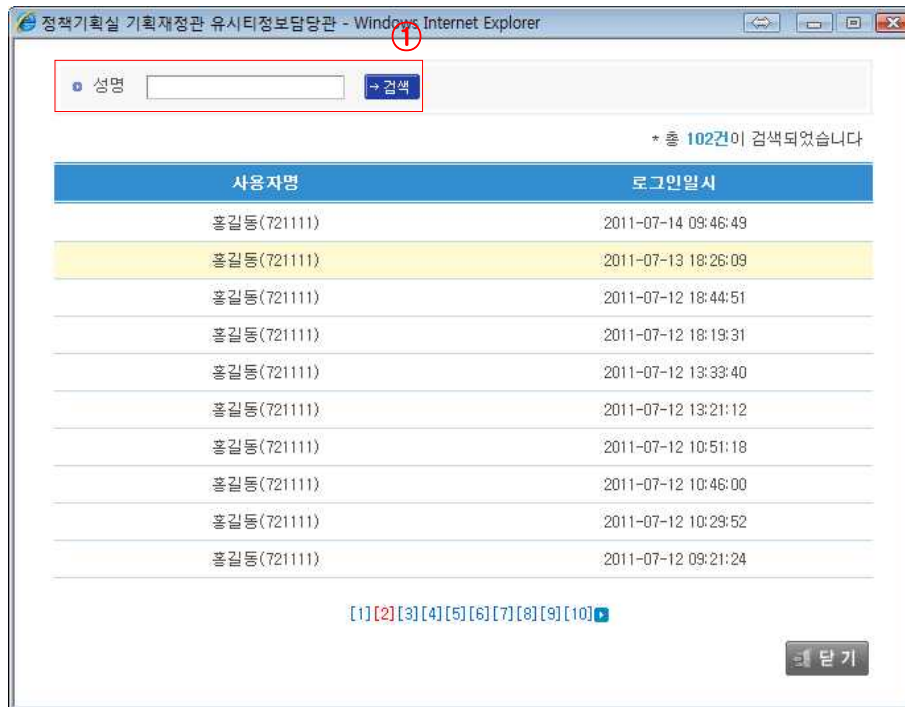 정책기획실 기획재정관 유시티정보담당관 - Windows Internet Explorer
①
성명 검색
* 총 102건이 검색되었습니다
사용자명 로그인일시
홍길동(721111) 2011-07-14 09:46:49
홍길동(721111) 2011-07-13 18:26:09
홍길동(721111) 2011-07-12 18:44:51
홍길동(721111) 2011-07-12 18:19:31
홍길동(721111) 2011-07-12 13:33:40
홍길동(721111) 2011-07-12 13:21:12
홍길동(721111) 2011-07-12 10:51:18
홍길동(721111) 2011-07-12 10:46:00
홍길동(721111) 2011-07-12 10:29:52
홍길동(721111) 2011-07-12 09:21:24
[1][2][3][4][5][6][7][8][9][10]
닫기